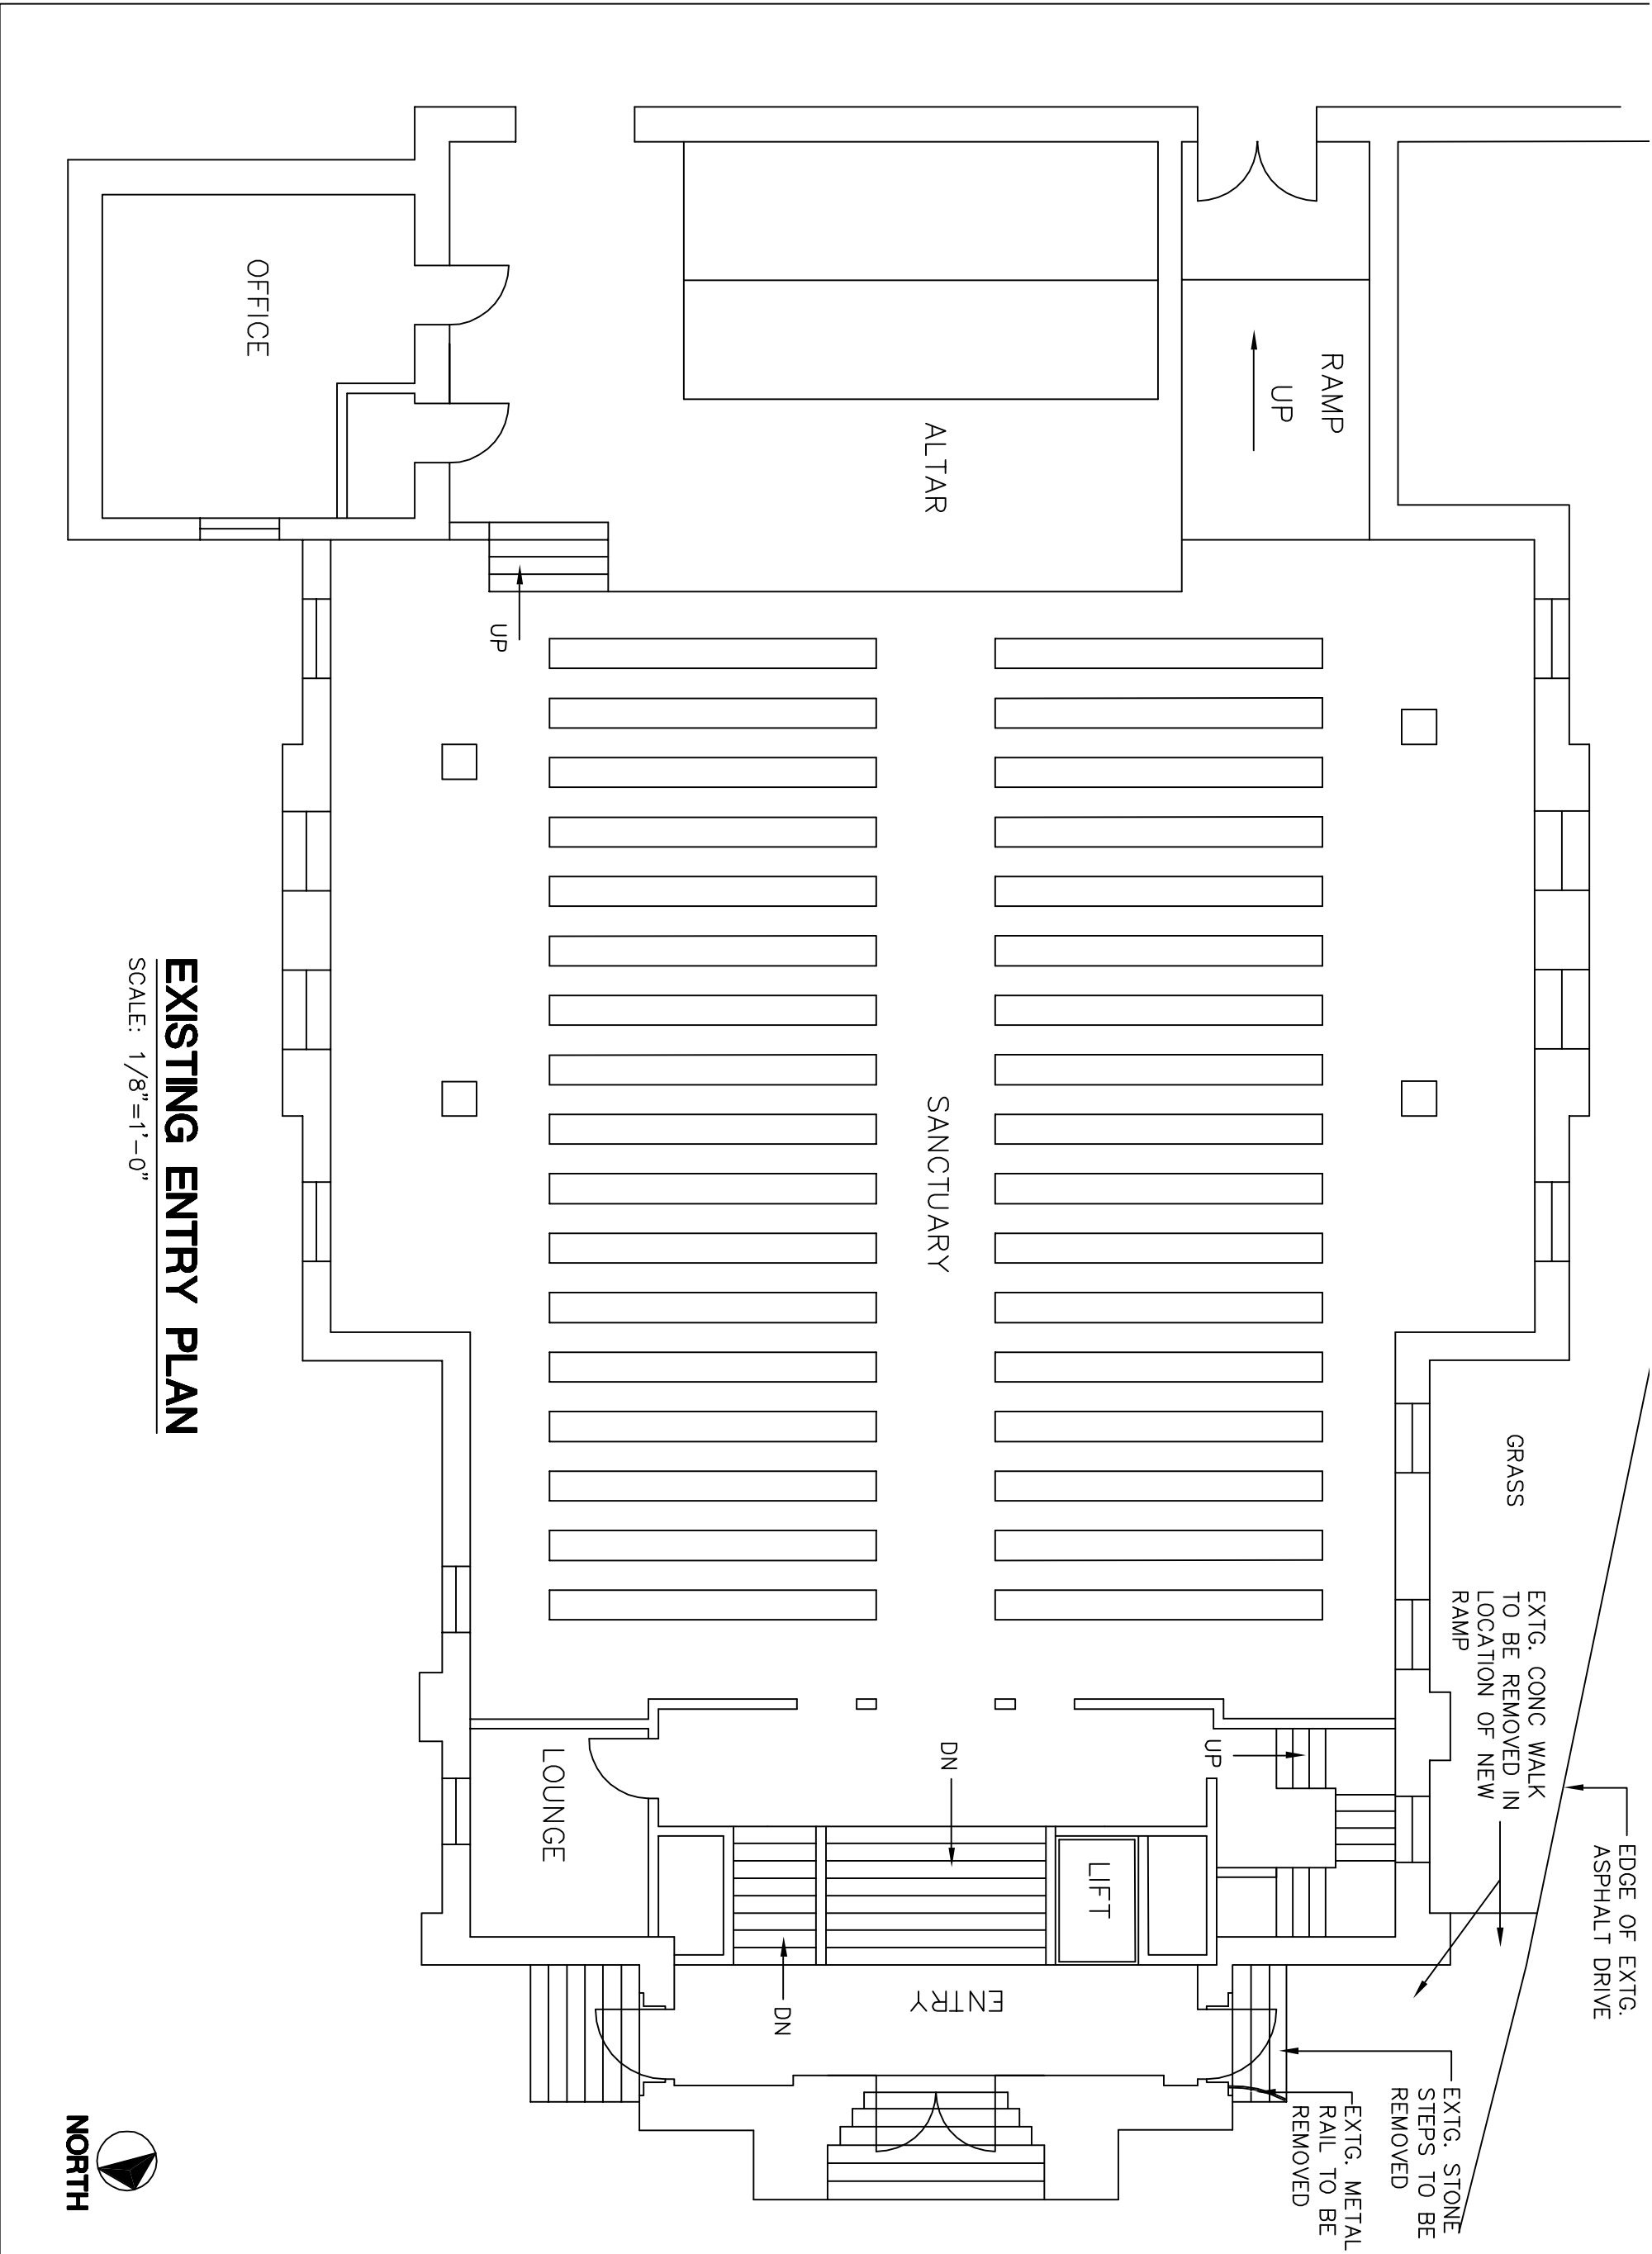 EDGE OF EXTG.
ASPHALT DRIVE
EXTG. CONC WALK
TO BE REMOVED IN
LOCATION OF NEW
RAMP
GRASS
EXTG. STONE
STEPS TO BE
REMOVED
EXTG. METAL
RAIL TO BE
REMOVED
RAMP
UP
UP
LIFT
ALTAR
SANCTUARY
DN
ENTRY
DN
UP
LOUNGE
OFFICE
EXISTING ENTRY PLAN
SCALE: 1/8"=1'-0"
NORTH